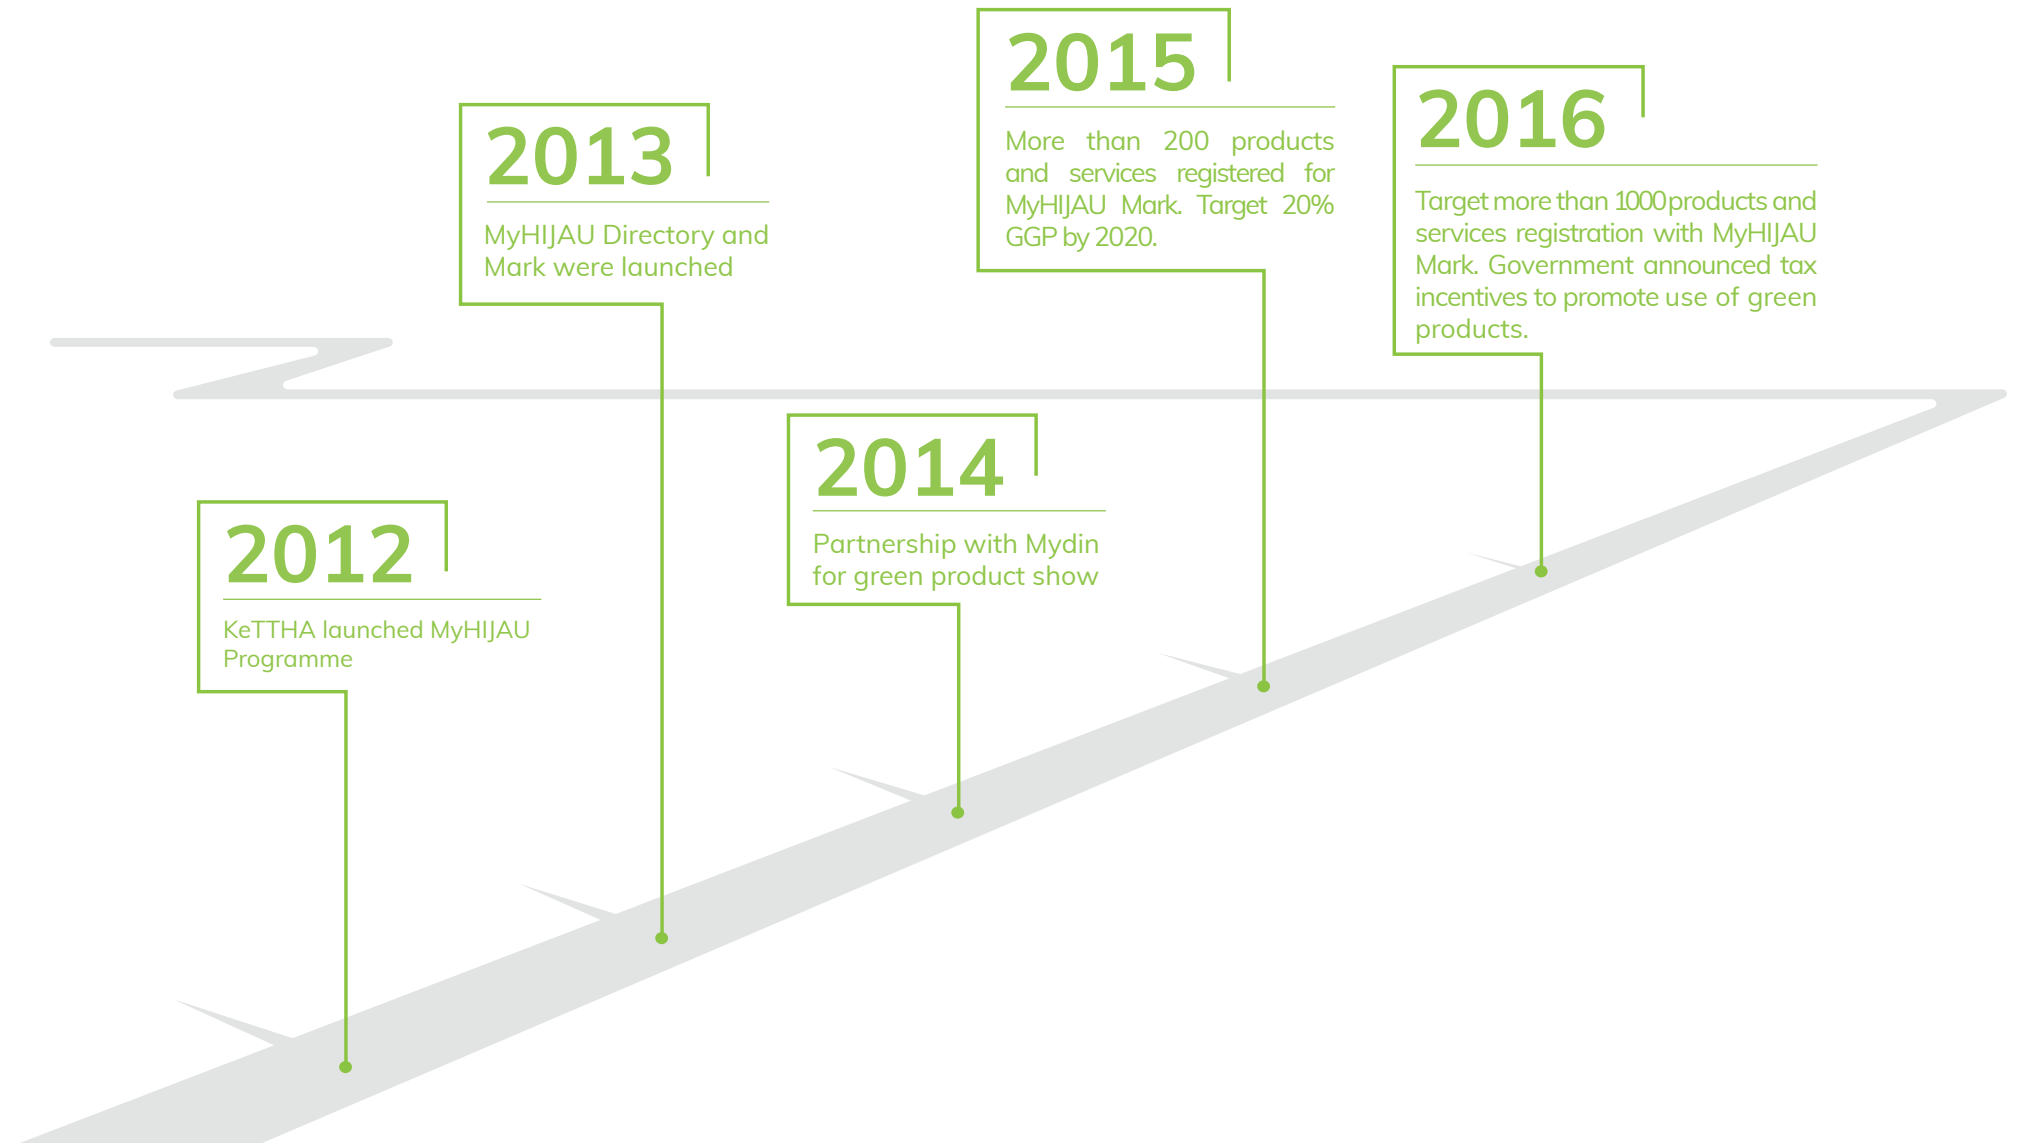 2012
KeTTHA launched MyHIJAU
Programme
2013
MyHIJAU Directory and
Mark were launched
2014
Partnership with Mydin
for green product show
2015
More than 200 products
and services registered for
MyHIJAU Mark. Target 20%
GGP by 2020.
2016
Target more than 1000 products and
services registration with MyHIJAU
Mark. Government announced tax
incentives to promote use of green
products.